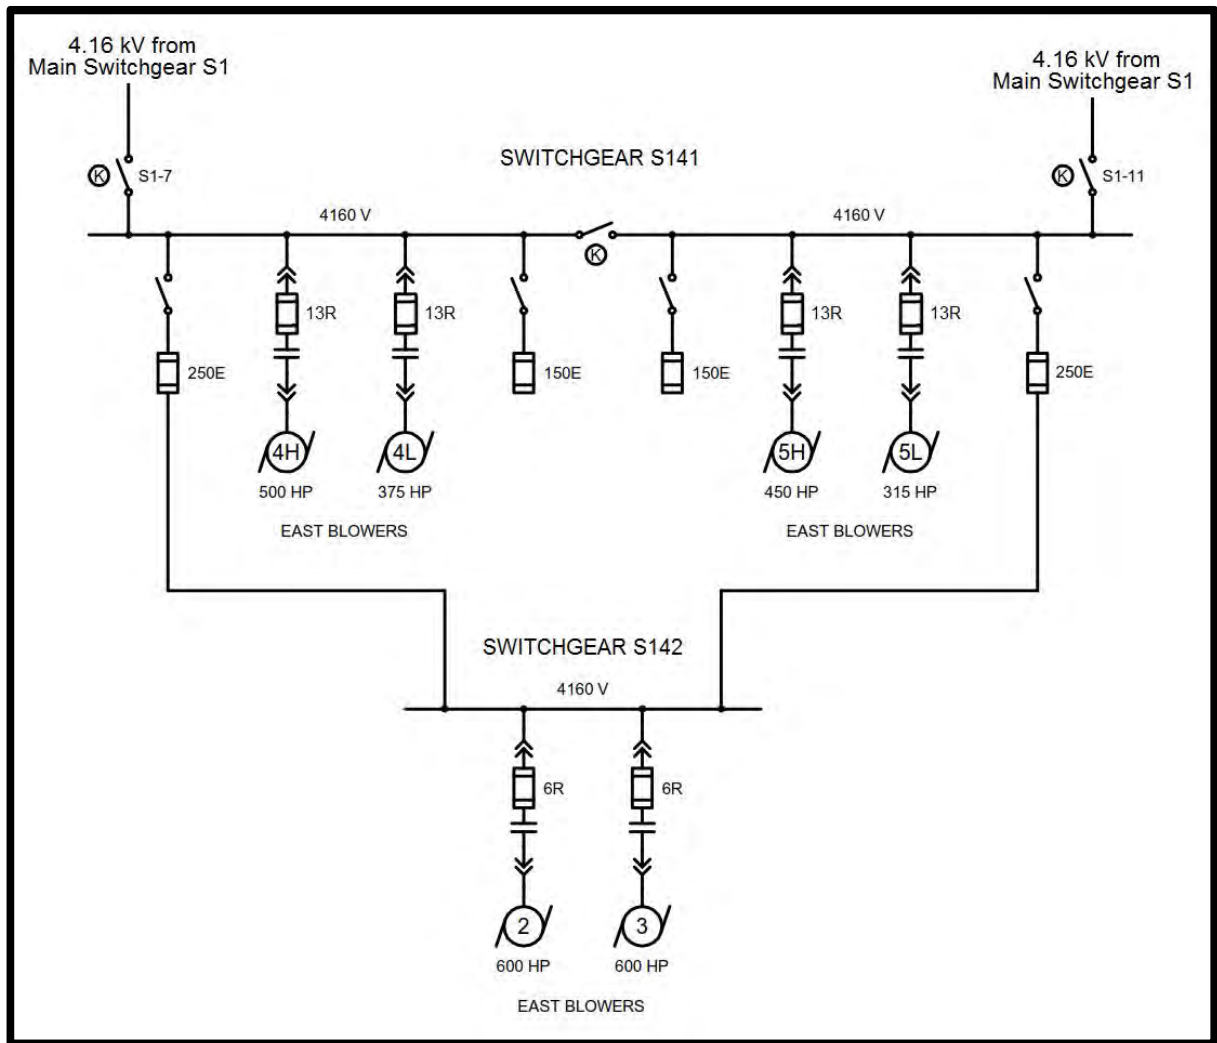 4.16 kV from
Main Switchgear S1
4.16 kV from
Main Switchgear S1
SWITCHGEAR S141
K
S1-7
K
S1-11
4160 V
4160 V
K
13R
13R
13R
13R
250E
150E
150E
250E
4H
4L
5H
5L
500 HP
375 HP
450 HP
315 HP
EAST BLOWERS
EAST BLOWERS
SWITCHGEAR S142
4160 V
6R
6R
2
3
600 HP
600 HP
EAST BLOWERS